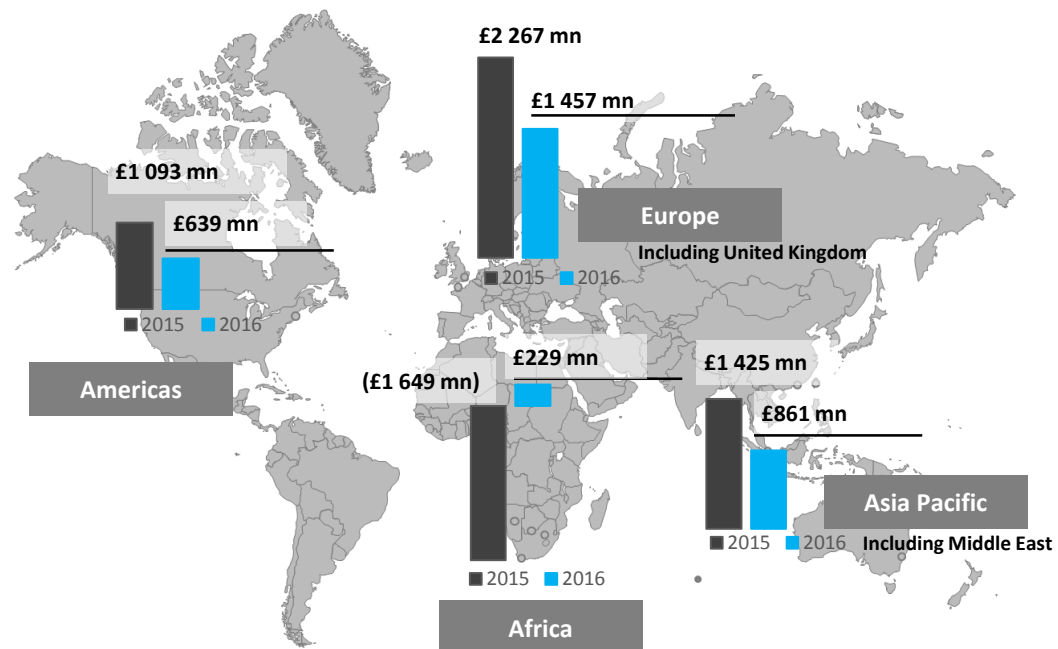 £2 267 mn
£1 457 mn
£1 093 mn
£639 mn
Europe
Including United Kingdom
2015 2016
2015 2016
Americas
£229 mn
(£1 649 mn)
£1 425 mn
£861 mn
Asia Pacific
2015 2016
Including Middle East
2015 2016
Africa